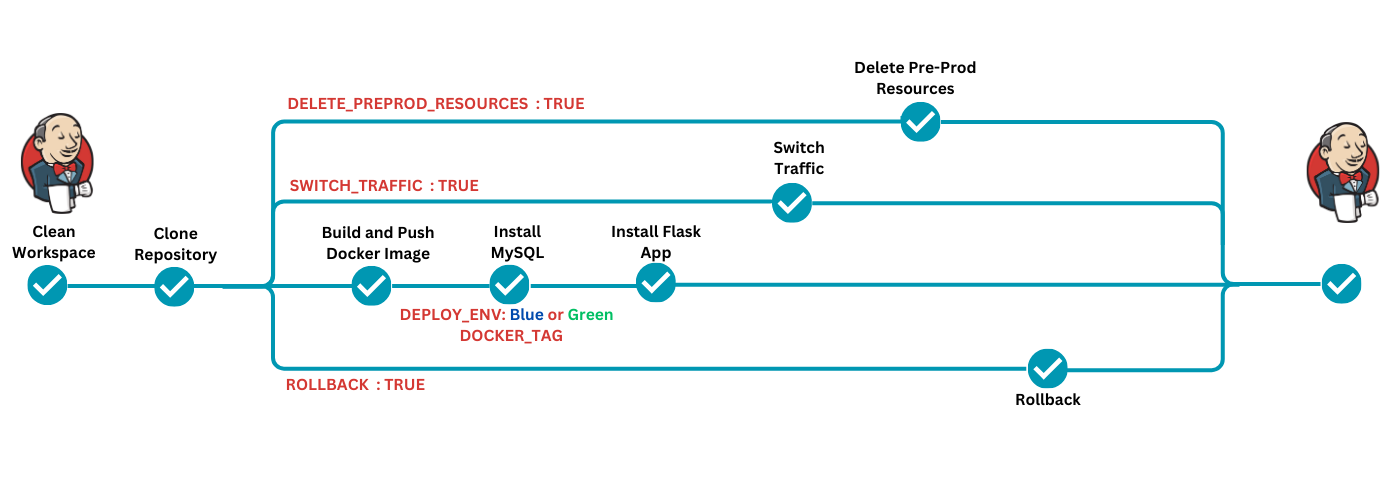 Delete Pre-Prod
Resources
DELETE_PREPROD_RESOURCES : TRUE
Switch
Traffic
SWITCH_TRAFFIC : TRUE
Clean
Workspace
Clone
Repository
Build and Push
Docker Image
Install
MySQL
Install Flask
App
DEPLOY_ENV: Blue or Green
DOCKER_TAG
ROLLBACK : TRUE
Rollback